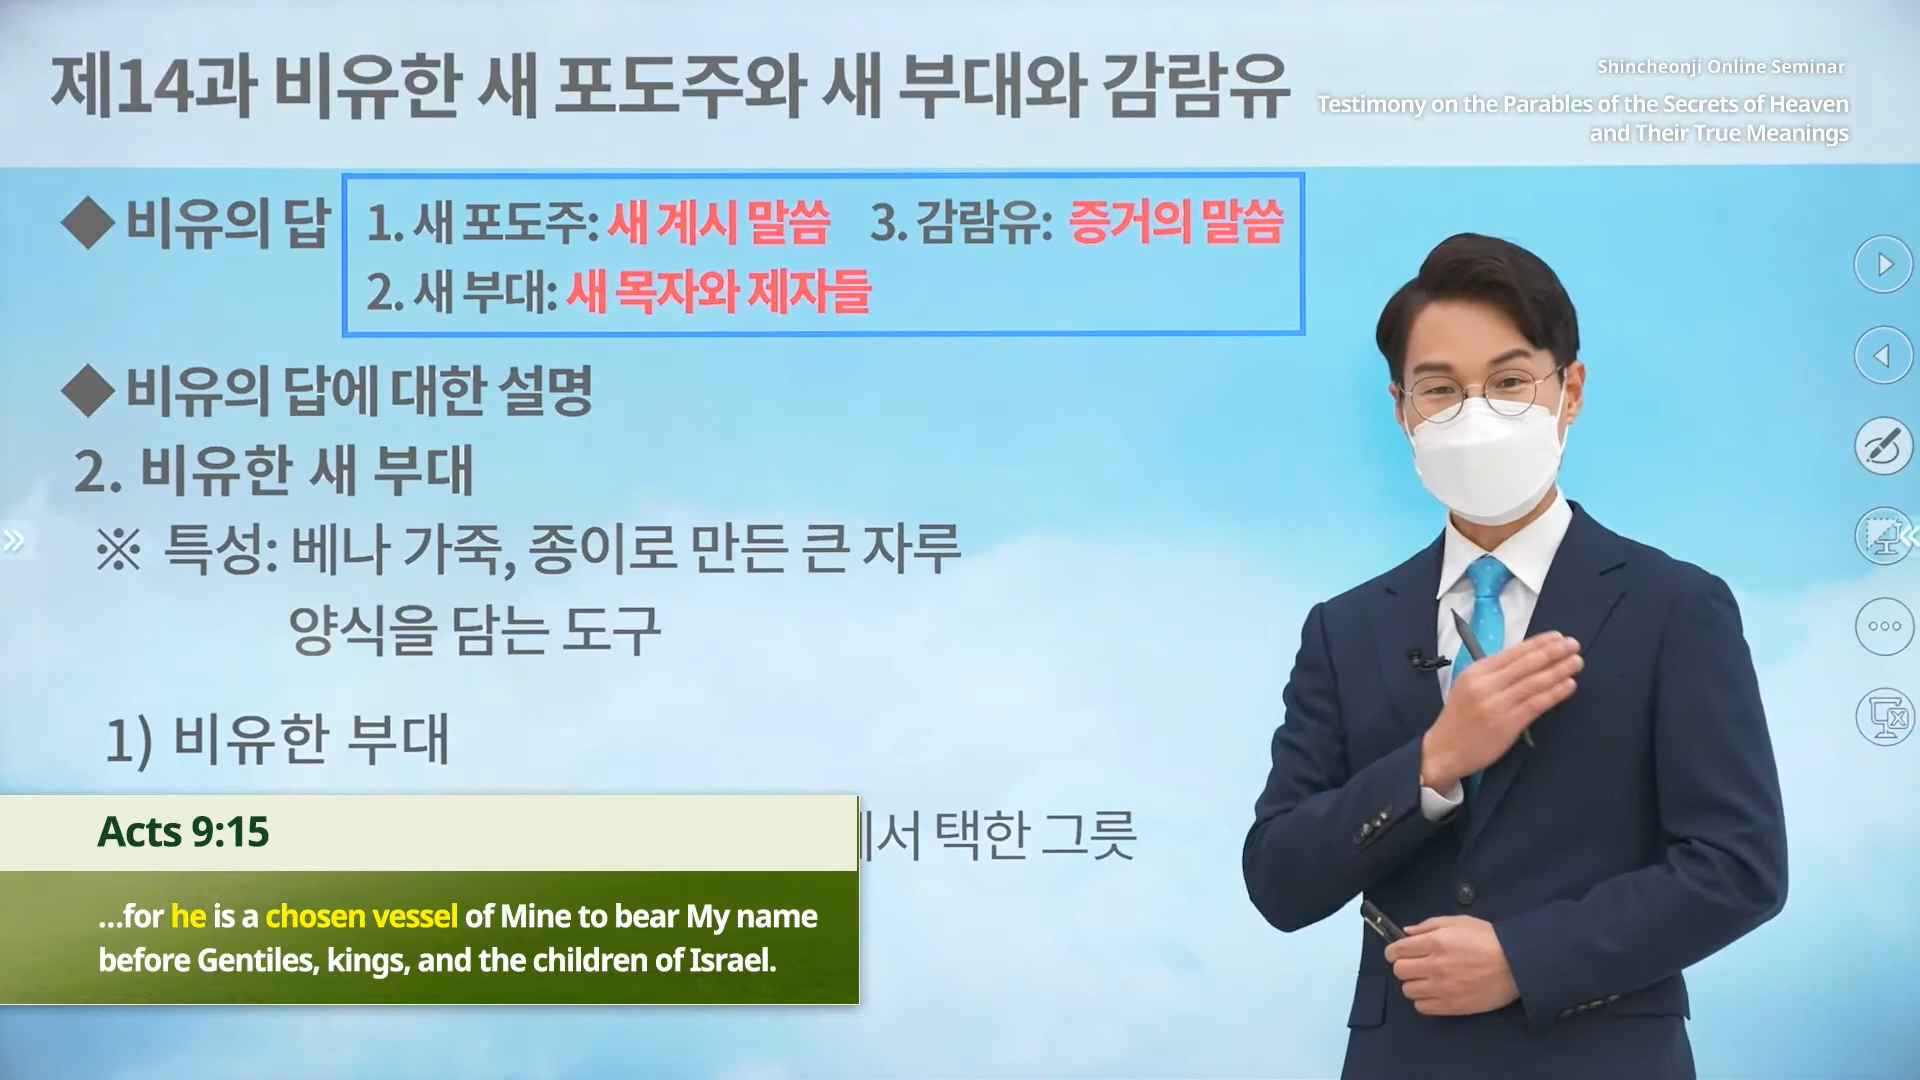 제14과 비유한 새 포도주와 새 부대와 감람유
Shincheonji Online Seminar
Testimony on the Parables of the Secrets of Heaven
and Their True Meanings
◆ 비유의 답
1. 새 포도주: 새 계시 말씀 3. 감람유: 증거의 말씀
2. 새 부대: 새 목자와 제자들
◆ 비유의 답에 대한 설명
2. 비유한 새 부대
※ 특성: 베나 가죽, 종이로 만든 큰 자루
양식을 담는 도구
1) 비유한 부대
서 택한 그릇
Acts 9:15
...for he is a chosen vessel of Mine to bear My name
before Gentiles, kings, and the children of Israel.